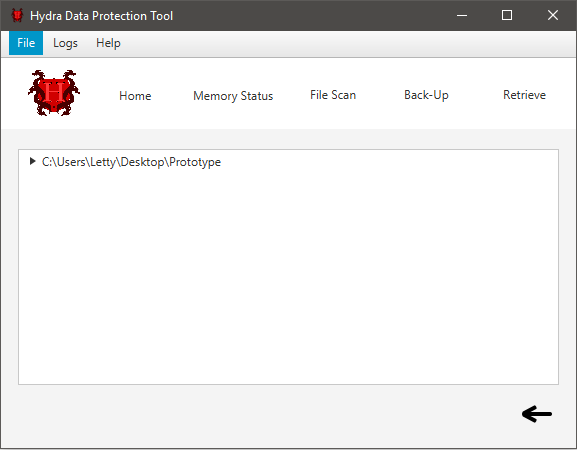 Hydra Data Protection Tool
File Logs Help
H
Home Memory Status File Scan Back-Up Retrieve
C:\Users\Letty\Desktop\Prototype